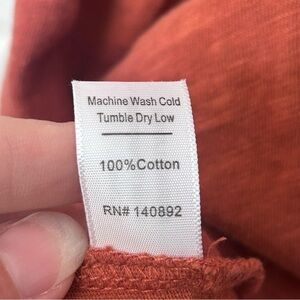 Machine Wash Cold
Tumble Dry Low
100%Cotton
RN# 140892